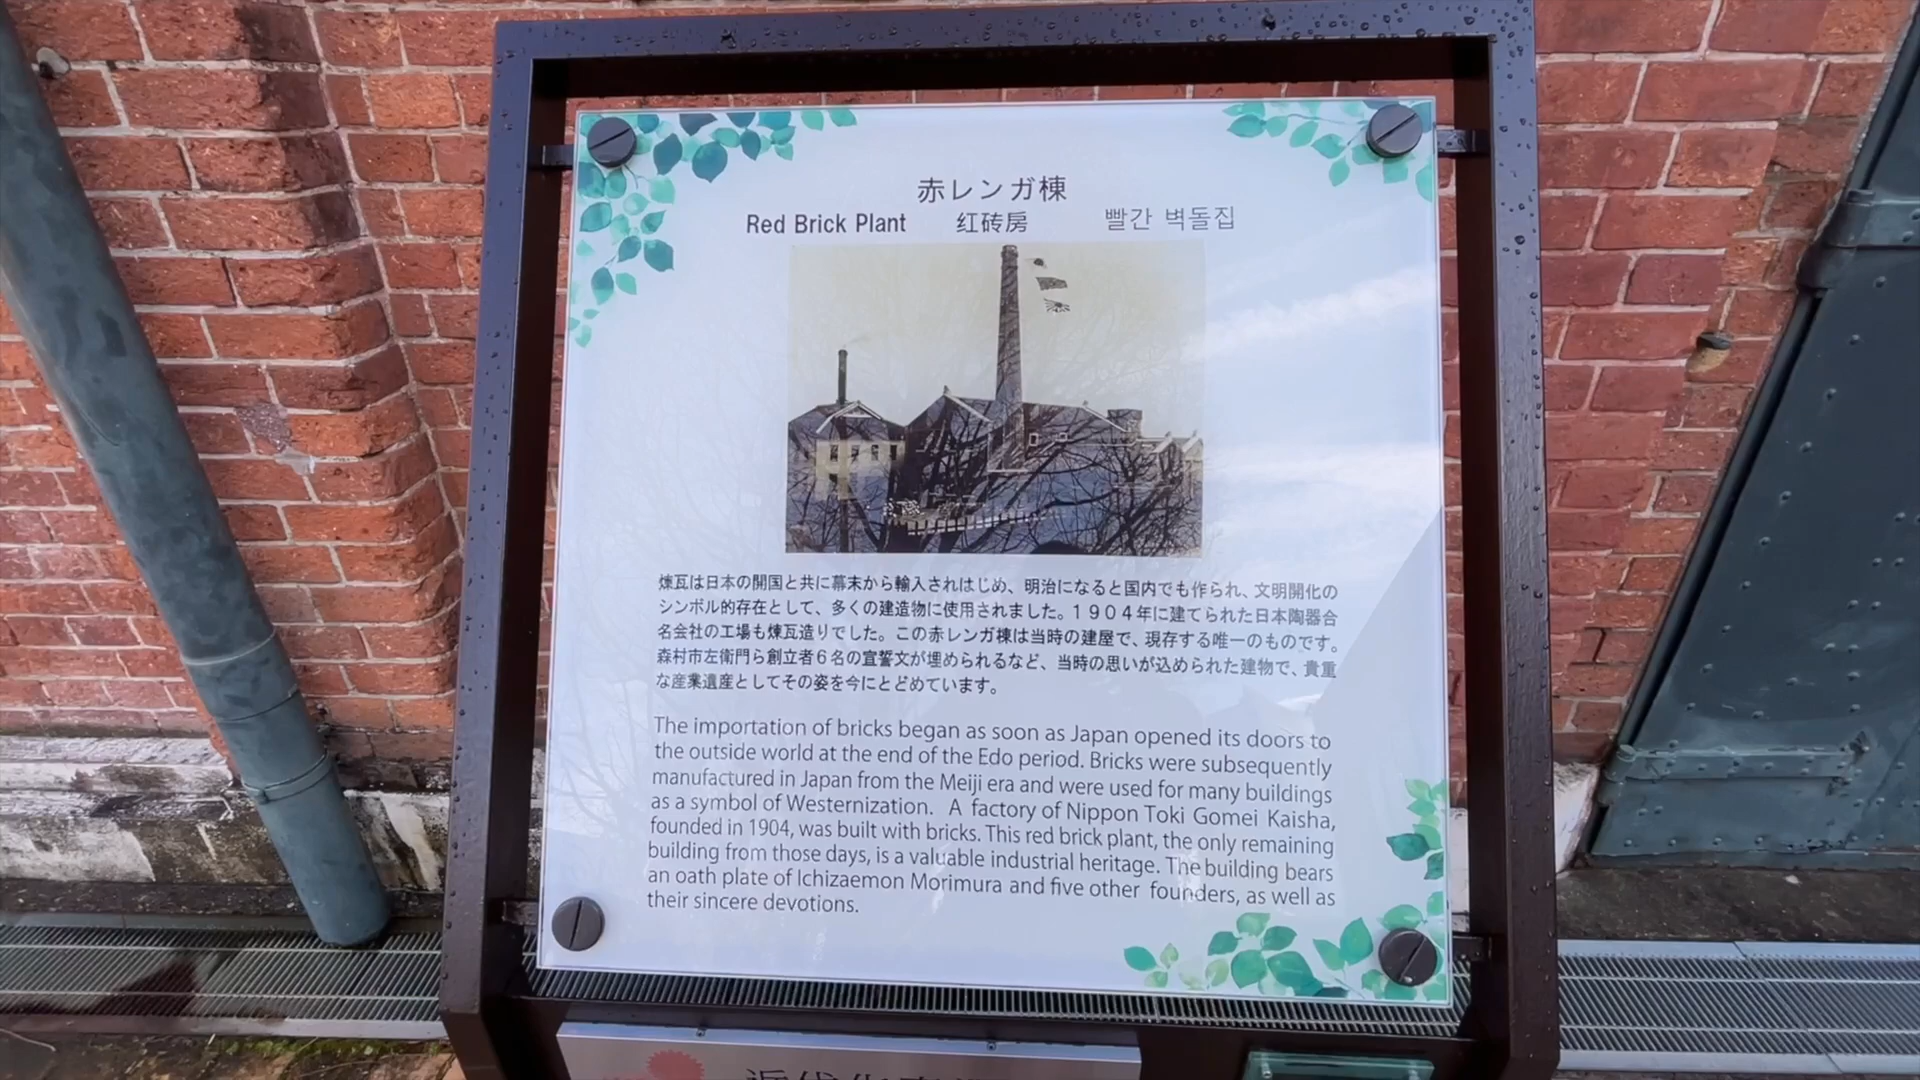 赤レンガ棟
Red Brick Plant 红砖房 빨간 벽돌집
煉瓦は日本の開国と共に幕末から輸入されはじめ、明治になると国内でも作られ、文明開化の
シンボル的存在として、多くの建造物に使用されました。1904年に建てられた日本陶器合
名会社の工場も煉瓦造りでした。この赤レンガ棟は当時の建屋で、現存する唯一のものです。
森村市左衛門ら創立者6名の宣誓文が埋められるなど、当時の思いが込められた建物で、貴重
な産業遺産としてその姿を今にとどめています。
The importation of bricks began as soon as Japan opened its doors to
the outside world at the end of the Edo period. Bricks were subsequently
manufactured in Japan from the Meiji era and were used for many buildings
as a symbol of Westernization. A factory of Nippon Toki Gomei Kaisha,
founded in 1904, was built with bricks. This red brick plant, the only remaining
building from those days, is a valuable industrial heritage. The building bears
an oath plate of Ichizaemon Morimura and five other founders, as well as
their sincere devotions.